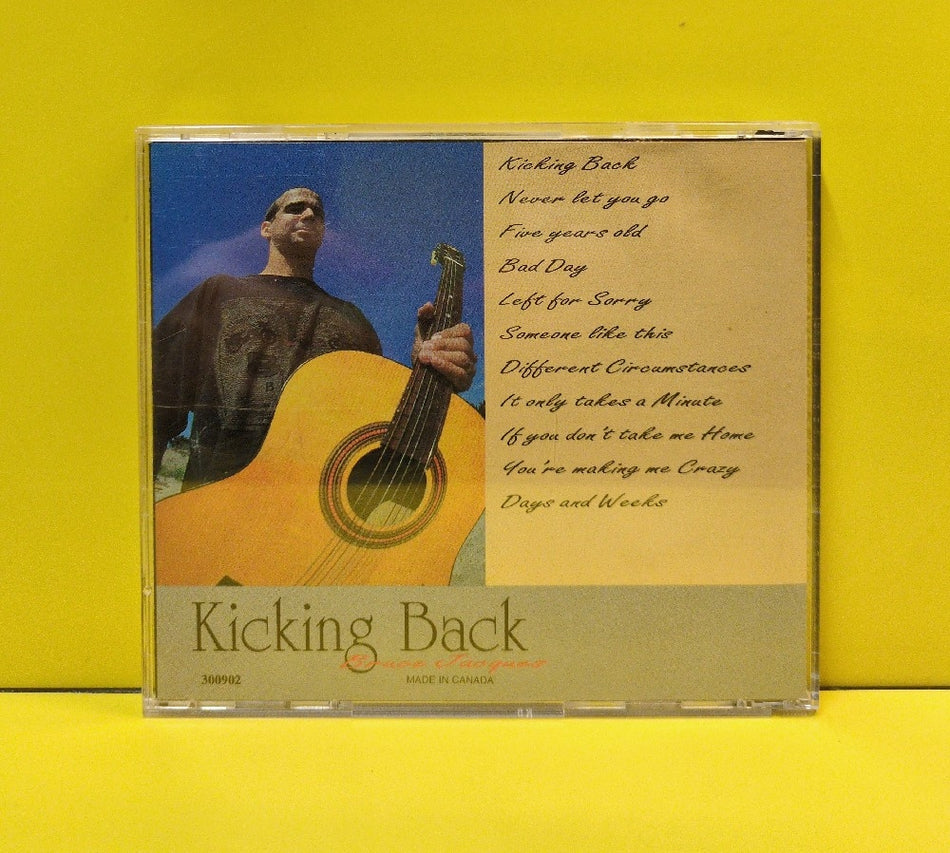 Kicking Back
Never let you go
Five years old
Bad Day
Left for Sorry
Someone like this
Different Circumstances
It only takes a Minute
If you don't take me Home
You're making me Crazy
Days and Weeks
Kicking Back
Bruce Jacques
300902
MADE IN CANADA